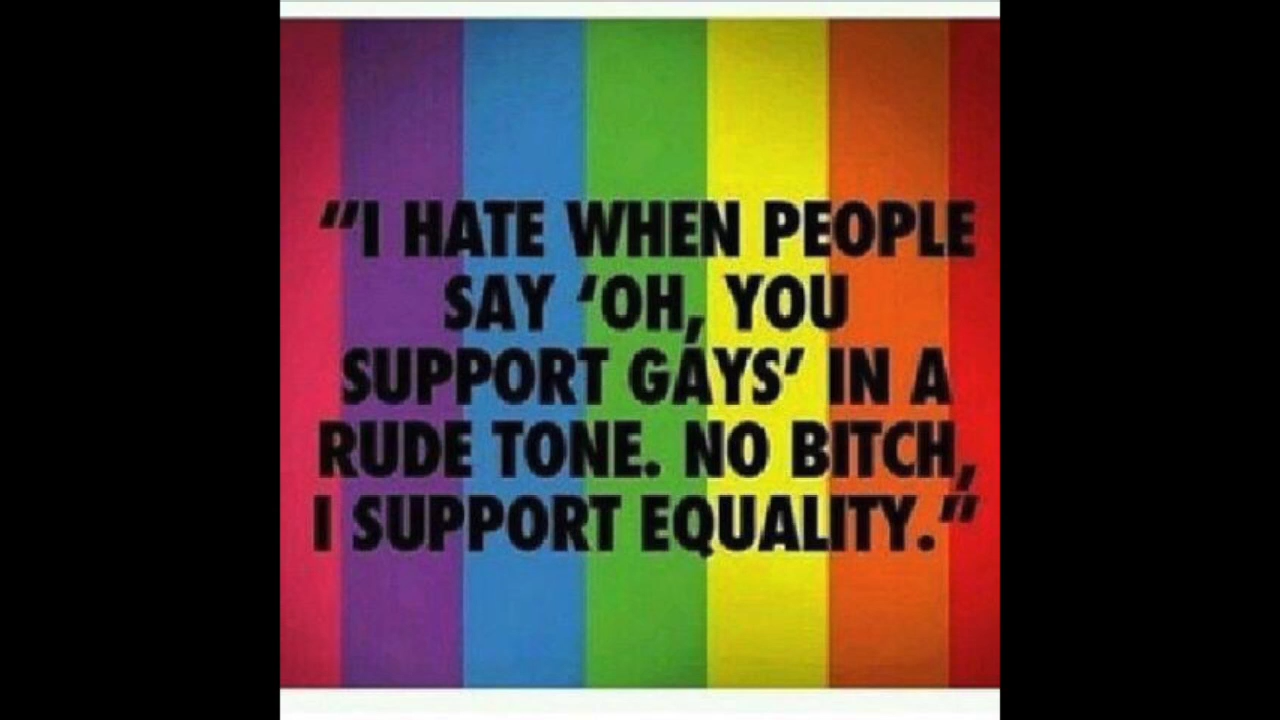 "I HATE WHEN PEOPLE
SAY 'OH, YOU
SUPPORT GAYS' IN A
RUDE TONE. NO BITCH,
I SUPPORT EQUALITY."